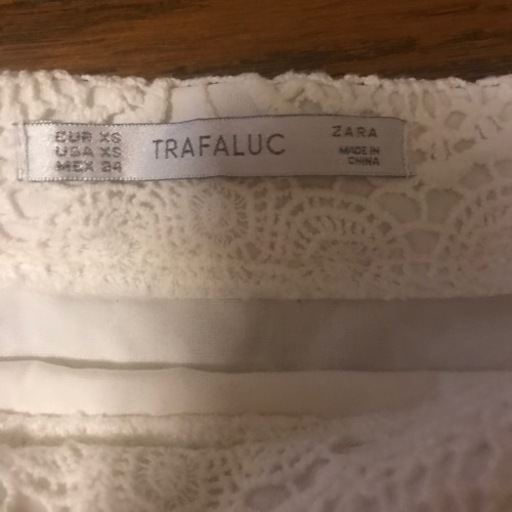 EUR XS
USA XS
MEX 24
TRAFALUC
ZARA
MADE IN
CHINA